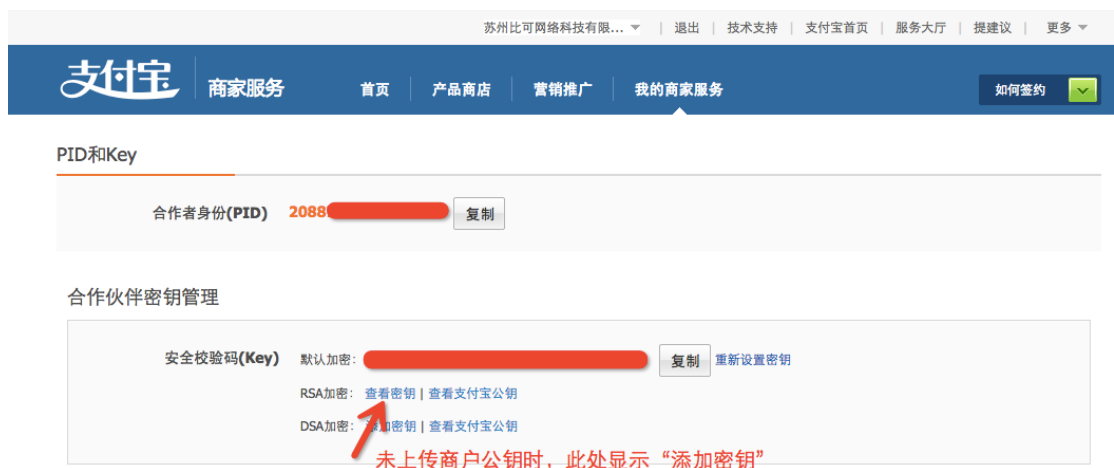 苏州比可网络科技有限... | 退出 | 技术支持 | 支付宝首页 | 服务大厅 | 提建议 | 更多
支付宝 商家服务 首页 产品商店 营销推广 我的商家服务 如何签约
PID和Key
合作者身份(PID) 2088 复制
合作伙伴密钥管理
安全校验码(Key) 默认加密: 复制 重新设置密钥
RSA加密: 查看密钥 | 查看支付宝公钥
DSA加密: 添加密钥 | 查看支付宝公钥
未上传商户公钥时，此处显示“添加密钥”